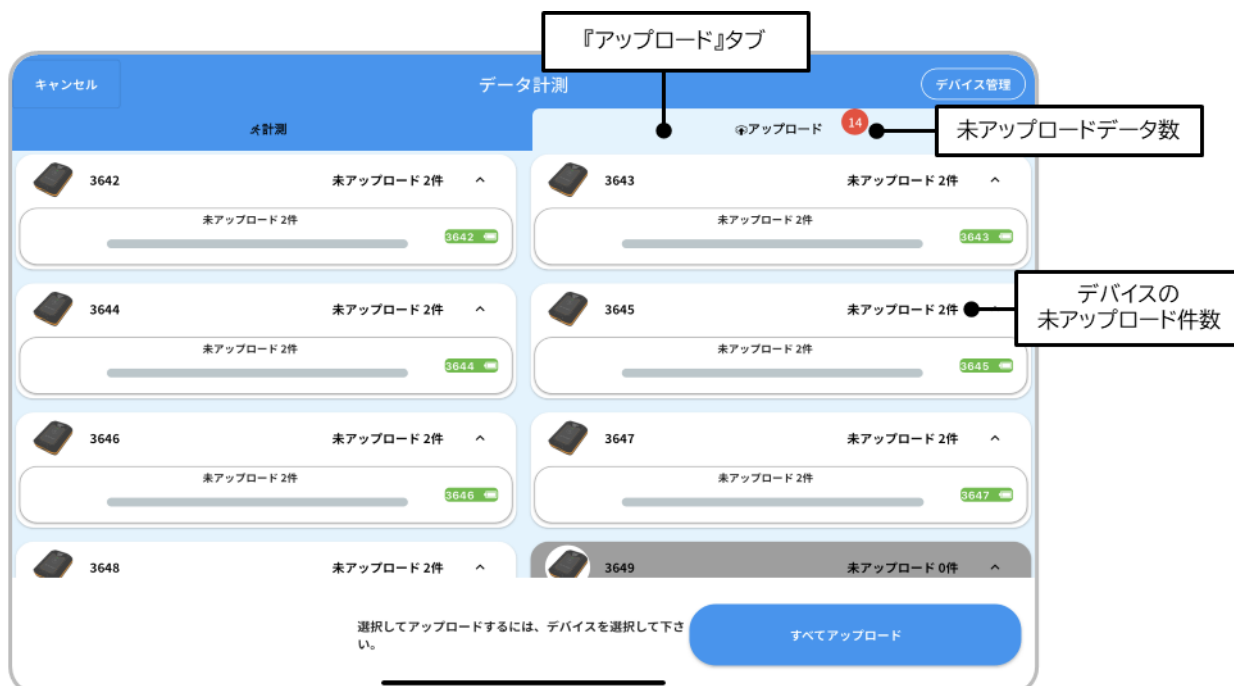 『アップロード』タブ
キャンセル
データ計測
デバイス管理
計測
アップロード
14
未アップロードデータ数
3642
未アップロード 2件
未アップロード 2件
3642
3643
未アップロード 2件
未アップロード 2件
3643
3644
未アップロード 2件
未アップロード 2件
3644
3645
未アップロード 2件
未アップロード 2件
3645
デバイスの
未アップロード件数
3646
未アップロード 2件
未アップロード 2件
3646
3647
未アップロード 2件
未アップロード 2件
3647
3648
未アップロード 2件
3649
未アップロード 0件
選択してアップロードするには、デバイスを選択して下さ
い。
すべてアップロード